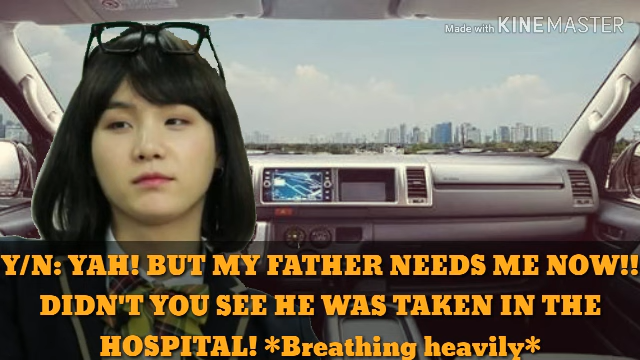 Made with KINEMASTER
Y/N: YAH! BUT MY FATHER NEEDS ME NOW!!
DIDN'T YOU SEE HE WAS TAKEN IN THE
HOSPITAL! *Breathing heavily*